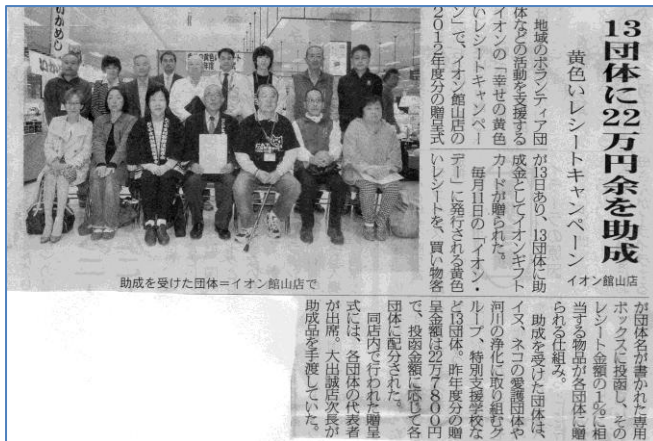 13団体に22万円余を助成
黄色いレシートキャンペーン
イオン館山店
地域のボランティア団
体などの活動を支援する
イオンの「幸せの黄色
いレシートキャンペー
ン」で、イオン館山店の
2012年度分の贈呈式
が13日あり、13団体に助
成金としてイオンギフト
カードが贈られた。
毎月11日の「イオン・
デー」に発行される黄色
いレシートを、買い物客
が団体名が書かれた専用
ボックスに投函し、その
レシート金額の1%に相
当する物品が各団体に贈
られる仕組み。
助成を受けた団体は、
イヌ、ネコの愛護団体や
河川の浄化に取り組むグ
ループ、特別支援学校な
ど13団体。昨年度分の贈
呈金額は22万7800円
で、投函金額に応じて各
団体に配分された。
同店内で行われた贈呈
式には、各団体の代表者
が出席。大出誠店次長が
助成品を手渡していた。
助成を受けた団体＝イオン館山店で